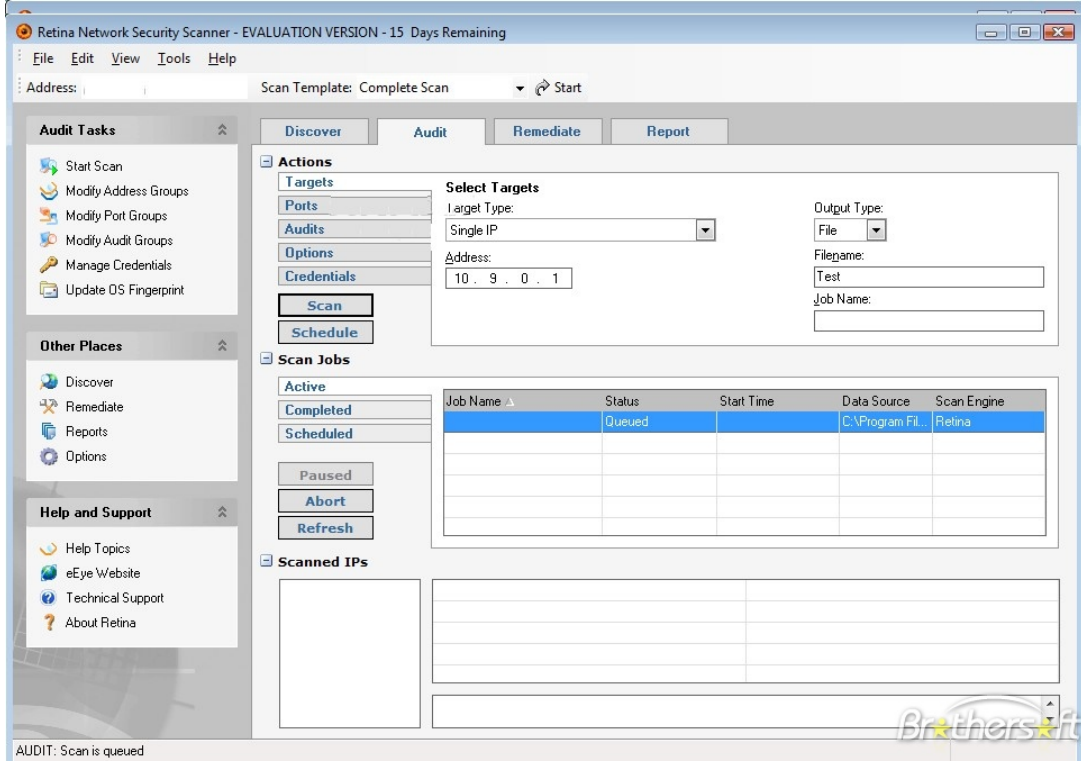 Retina Network Security Scanner - EVALUATION VERSION - 15 Days Remaining
File Edit View Tools Help
Address: Scan Template: Complete Scan Start
Audit Tasks
Start Scan
Modify Address Groups
Modify Port Groups
Modify Audit Groups
Manage Credentials
Update OS Fingerprint
Other Places
Discover
Remediate
Reports
Options
Help and Support
Help Topics
eEye Website
Technical Support
About Retina
Discover Audit Remediate Report
Actions
Targets
Ports
Audits
Options
Credentials
Scan
Schedule
Select Targets
Target Type:
Single IP
Address:
10 . 9 . 0 . 1
Output Type:
File
Filename:
Test
Job Name:
Scan Jobs
Active
Completed
Scheduled
Paused
Abort
Refresh
Job Name Status Start Time Data Source Scan Engine
Queued C:\Program Fil... Retina
Scanned IPs
Brothersoft
AUDIT: Scan is queued